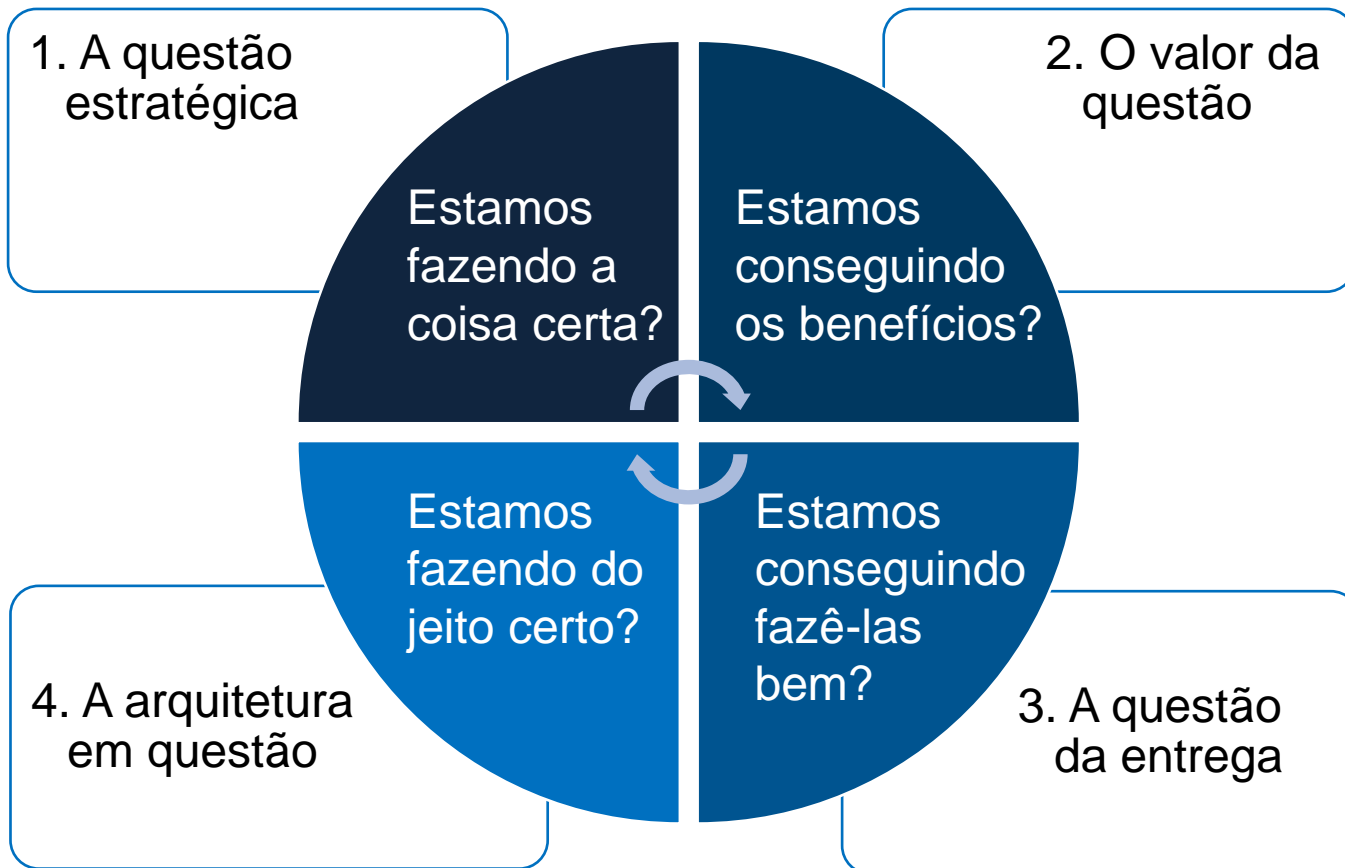 1. A questão
estratégica
2. O valor da
questão
Estamos
fazendo a
coisa certa?
Estamos
conseguindo
os benefícios?
Estamos
fazendo do
jeito certo?
Estamos
conseguindo
fazê-las
bem?
4. A arquitetura
em questão
3. A questão
da entrega